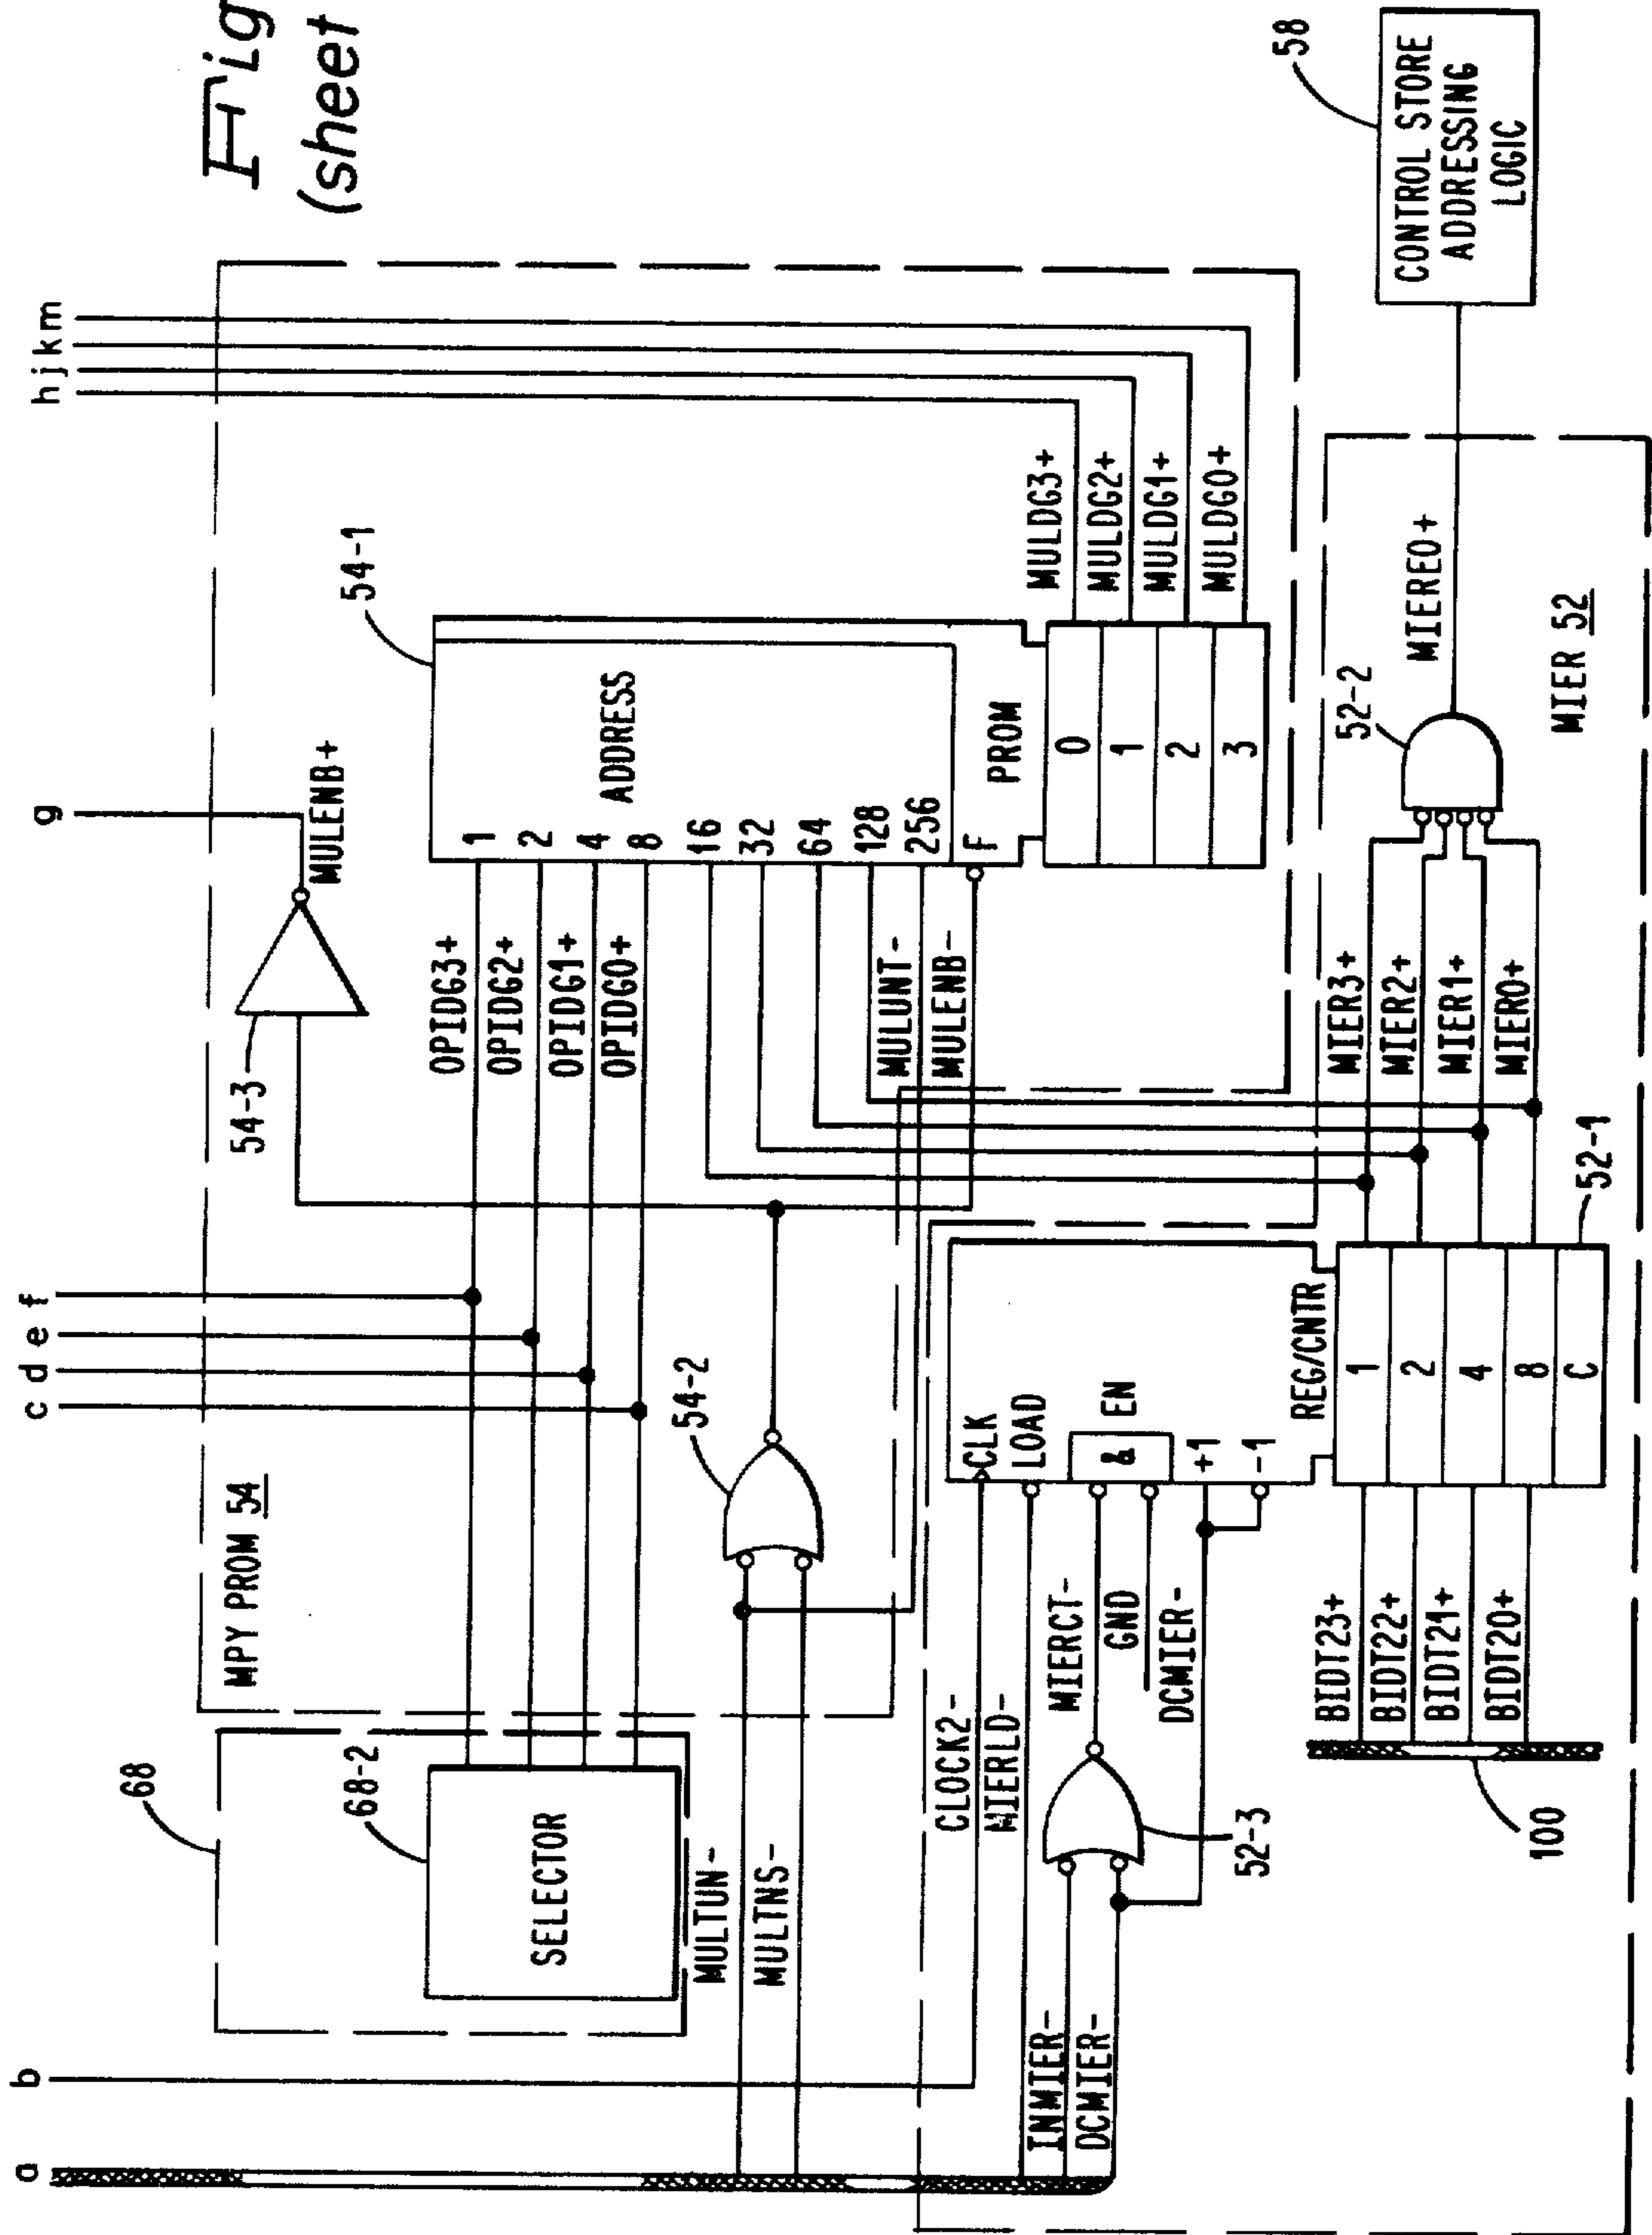 Fig
(sheet
a
b
c d e f
g
h j k m
68
68-2
SELECTOR
MPY PROM 54
54-3
MULENB+
54-1
OPIDG3+
OPIDG2+
OPIDG1+
OPIDG0+
1
2
4
8
16
32
64
128
256
F
ADDRESS
PROM
0
1
2
3
MULDG3+
MULDG2+
MULDG1+
MULDG0+
MULTUN-
MULTNS-
54-2
MULUNT-
MULENB-
CLOCK2-
MIERLD-
INMIER-
DCMIER-
52-3
MIERCT-
GND
DCMIER-
CLK
LOAD
& EN
+1
-1
REG/CNTR
1
2
4
8
C
52-1
BIDT23+
BIDT22+
BIDT21+
BIDT20+
100
MIER3+
MIER2+
MIER1+
MIER0+
52-2
MIERE0+
MIER 52
58
CONTROL STORE
ADDRESSING
LOGIC